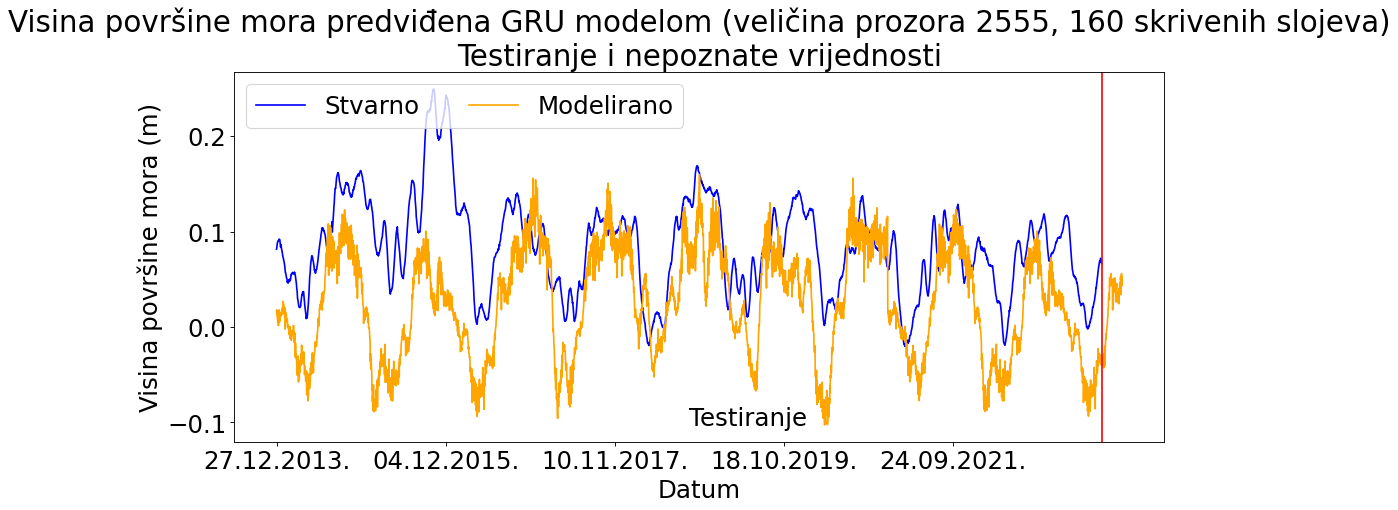 Visina površine mora predviđena GRU modelom (veličina prozora 2555, 160 skrivenih slojeva)
Testiranje i nepoznate vrijednosti
Stvarno Modelirano
Visina površine mora (m)
0.2
0.1
0.0
−0.1
Testiranje
27.12.2013. 04.12.2015. 10.11.2017. 18.10.2019. 24.09.2021.
Datum